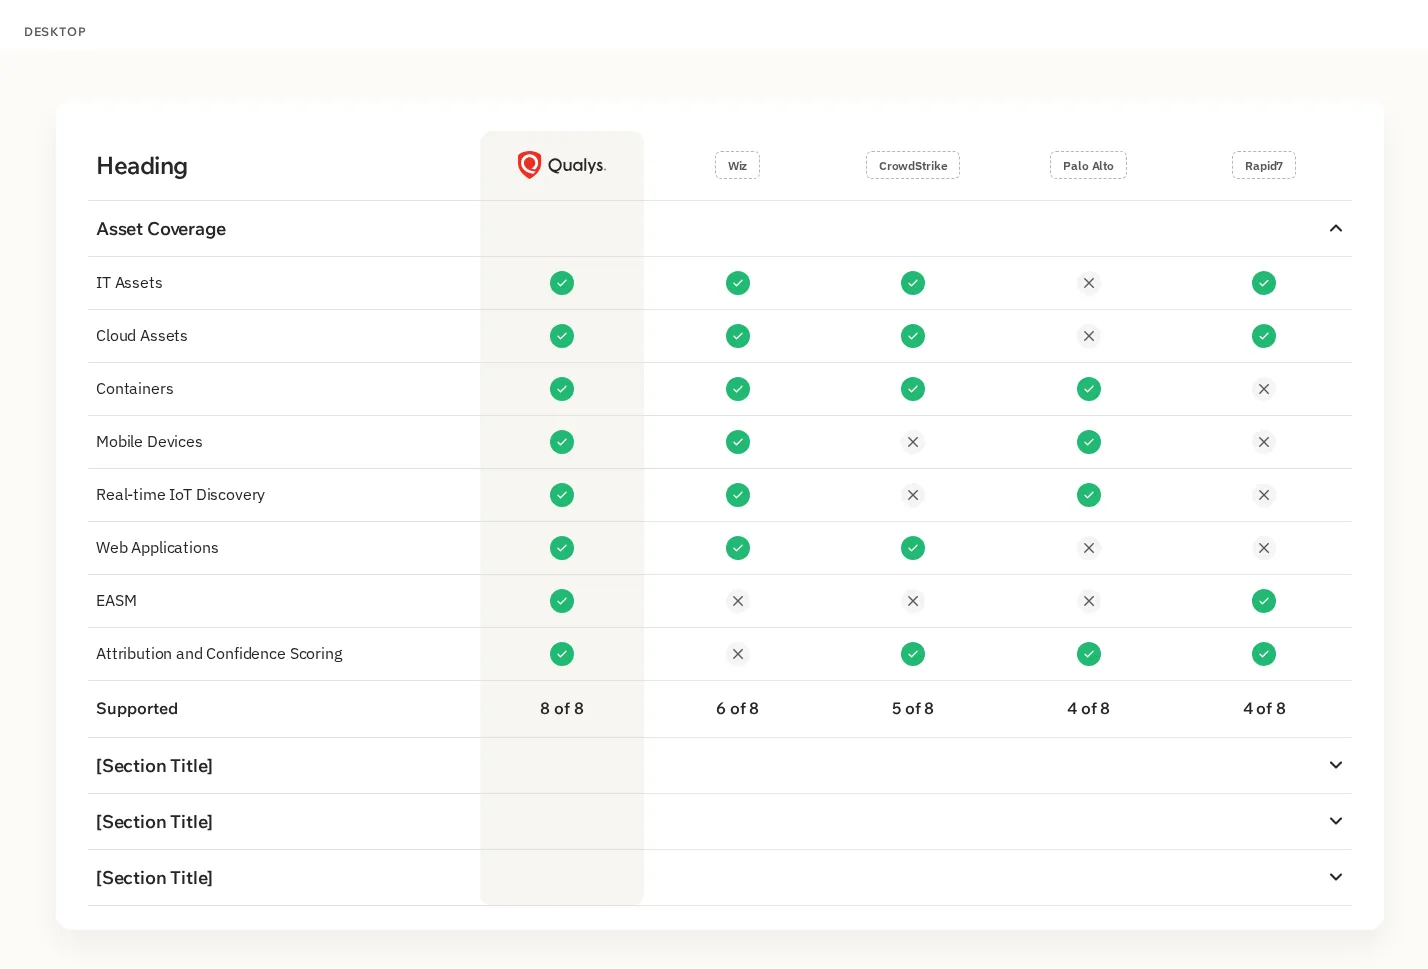 DESKTOP
Heading Qualys. Wiz CrowdStrike Palo Alto Rapid7
Asset Coverage
IT Assets
Cloud Assets
Containers
Mobile Devices
Real-time IoT Discovery
Web Applications
EASM
Attribution and Confidence Scoring
Supported 8 of 8 6 of 8 5 of 8 4 of 8 4 of 8
[Section Title]
[Section Title]
[Section Title]